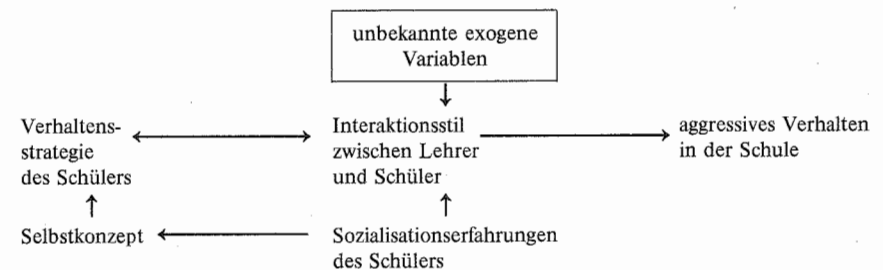 unbekannte exogene
Variablen
Verhaltens-
strategie
des Schülers
Interaktionsstil
zwischen Lehrer
und Schüler
aggressives Verhalten
in der Schule
Selbstkonzept
Sozialisationserfahrungen
des Schülers